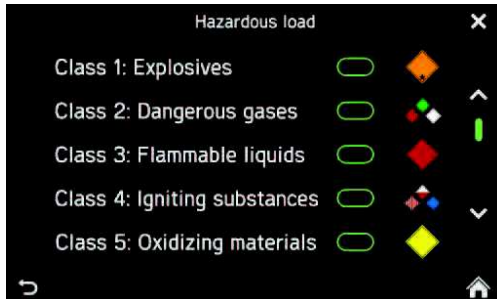 Hazardous load
Class 1: Explosives
Class 2: Dangerous gases
Class 3: Flammable liquids
Class 4: Igniting substances
Class 5: Oxidizing materials